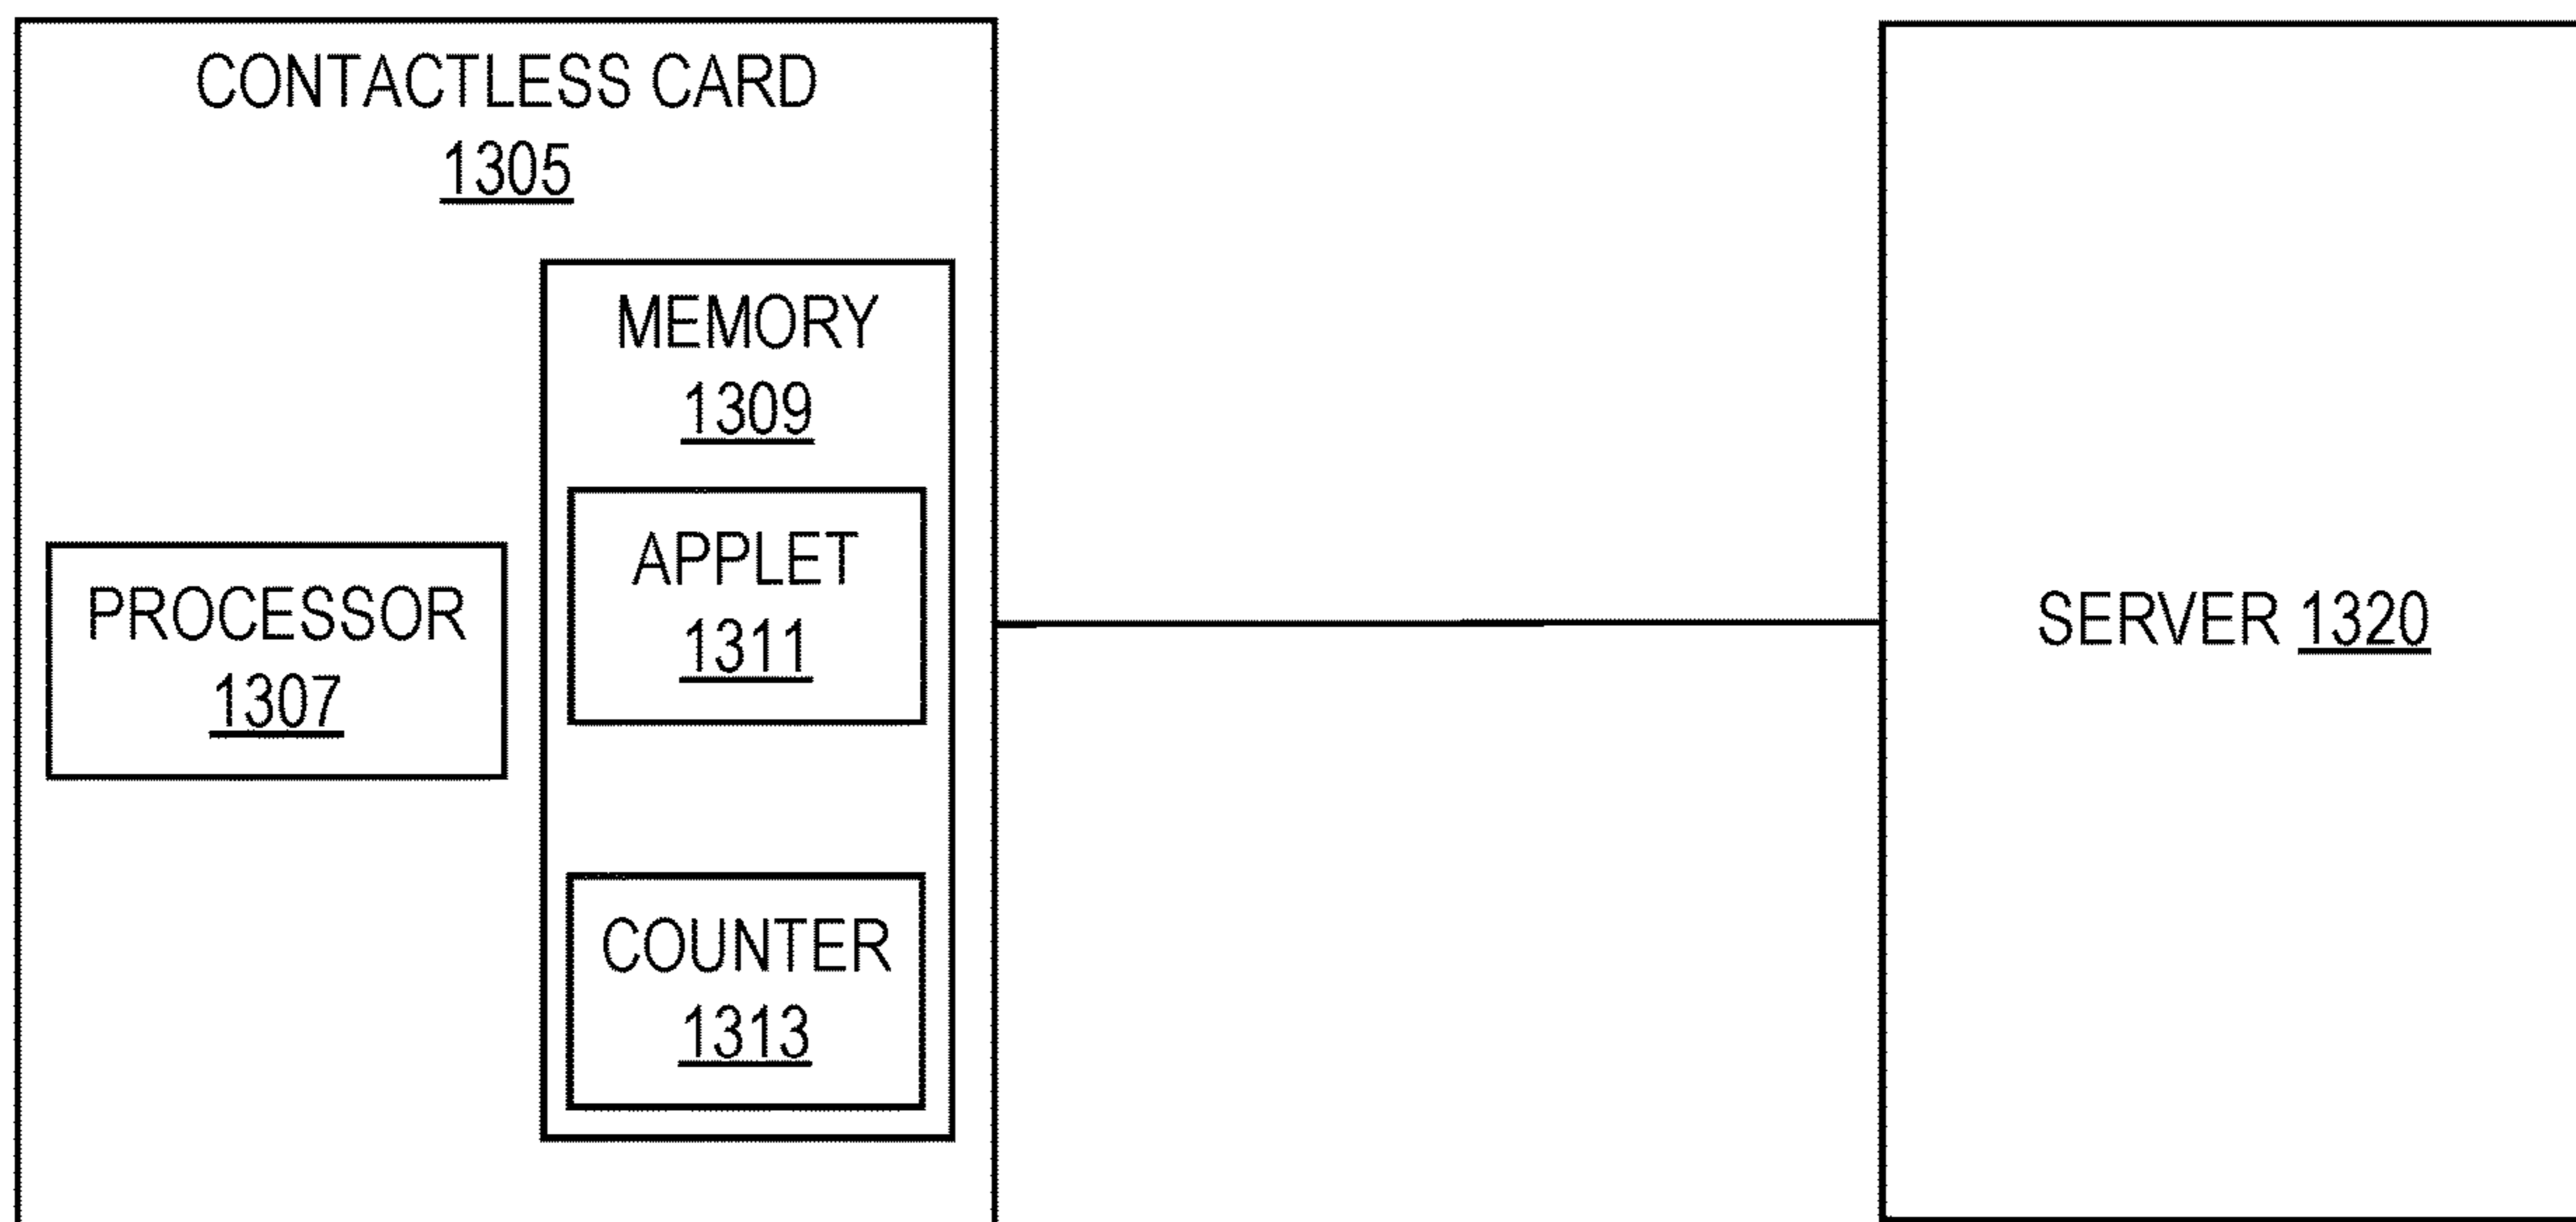 CONTACTLESS CARD
1305
MEMORY
1309
APPLET
1311
PROCESSOR
1307
COUNTER
1313
SERVER 1320